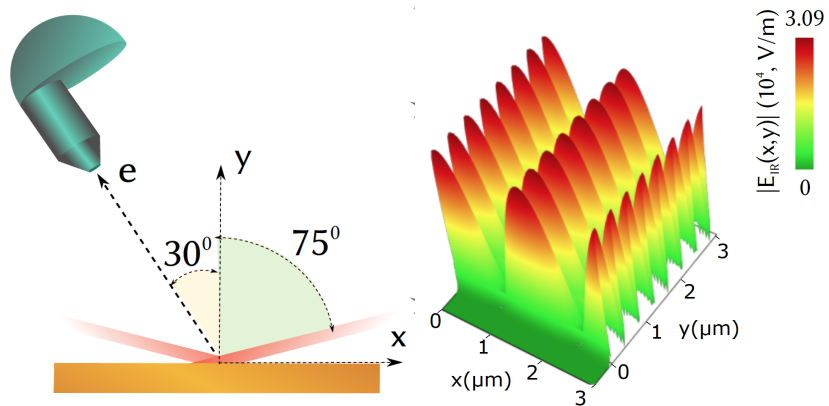 e
y
30⁰
75⁰
x
|E_IR(x,y)| (10⁴, V/m)
3.09
0
0
1
2
3
x(μm)
0
1
2
3
y(μm)